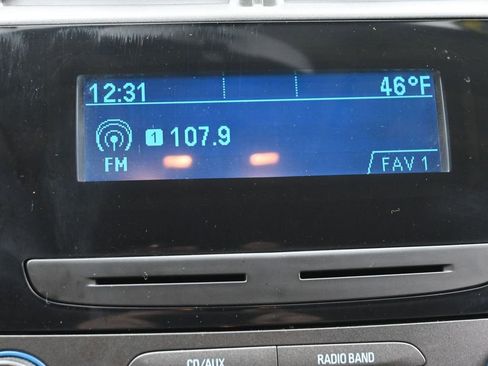 12:31 46°F
1 107.9
FM FAV 1
CD/AUX RADIO BAND